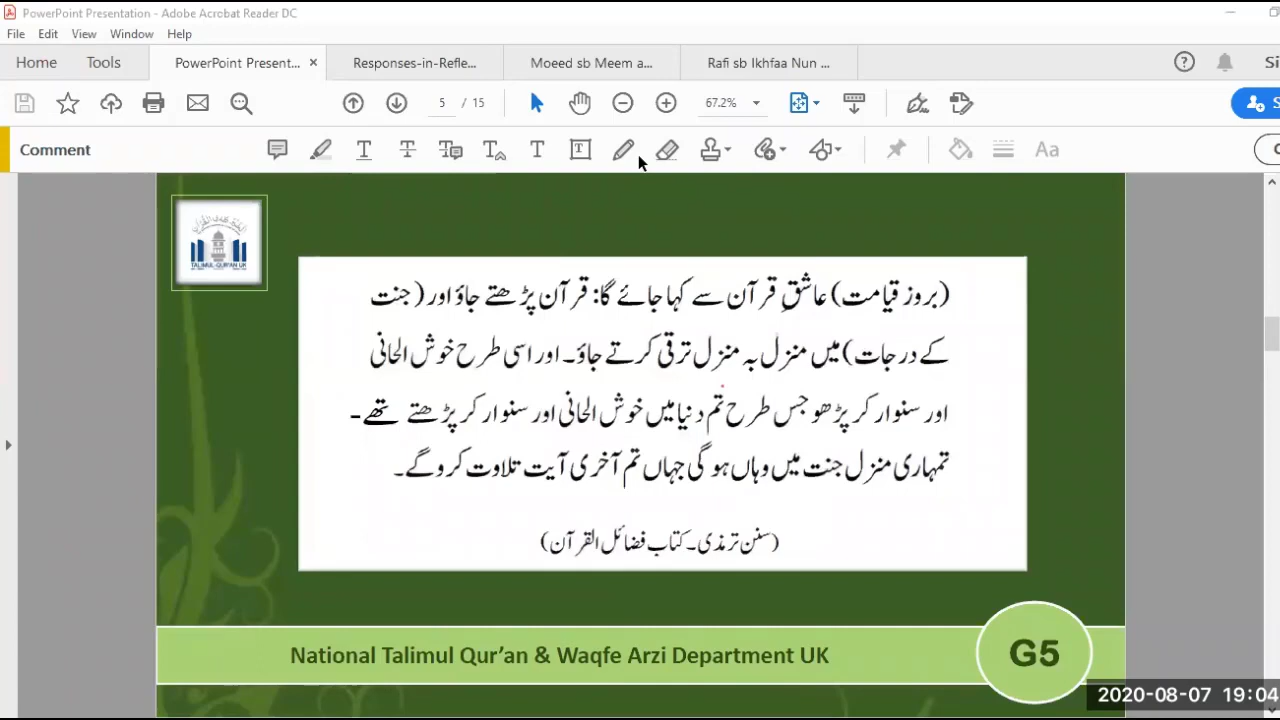 PowerPoint Presentation - Adobe Acrobat Reader DC
File Edit View Window Help
Home Tools PowerPoint Present... × Responses-in-Refle... Moeed sb Meem a... Rafi sb Ikhfaa Nun ... Si
5 / 15 67.2%
Comment
TALIMUL-QUR'AN UK
(بروز قیامت) عاشقِ قرآن سے کہا جائے گا: قرآن پڑھتے جاؤ اور (جنت
کے درجات) میں منزل بہ منزل ترقی کرتے جاؤ۔ اور اسی طرح خوش الحانی
اور سنوار کر پڑھو جس طرح تم دنیا میں خوش الحانی اور سنوار کر پڑھتے تھے-
تمہاری منزل جنت میں وہاں ہو گی جہاں تم آخری آیت تلاوت کرو گے۔
(سنن ترمذی۔ کتاب فضائل القرآن)
National Talimul Qur'an & Waqfe Arzi Department UK
G5
2020-08-07 19:04